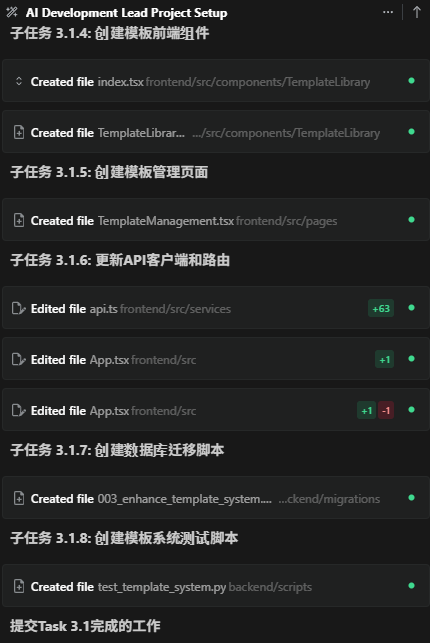 AI Development Lead Project Setup
子任务 3.1.4: 创建模板前端组件
Created file index.tsx frontend/src/components/TemplateLibrary
Created file TemplateLibrar... .../src/components/TemplateLibrary
子任务 3.1.5: 创建模板管理页面
Created file TemplateManagement.tsx frontend/src/pages
子任务 3.1.6: 更新API客户端和路由
Edited file api.ts frontend/src/services +63
Edited file App.tsx frontend/src +1
Edited file App.tsx frontend/src +1 -1
子任务 3.1.7: 创建数据库迁移脚本
Created file 003_enhance_template_system.... ...ckend/migrations
子任务 3.1.8: 创建模板系统测试脚本
Created file test_template_system.py backend/scripts
提交Task 3.1完成的工作